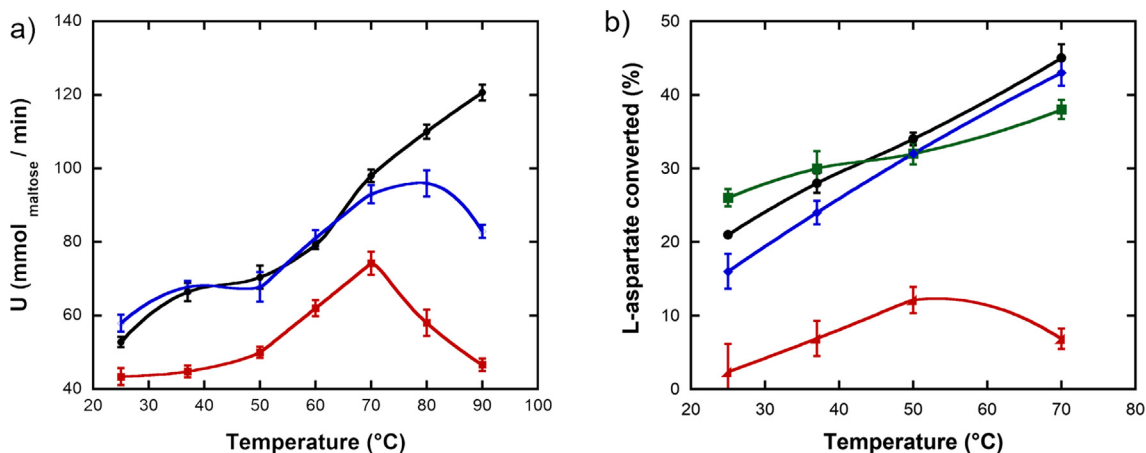 a)
140
120
100
80
60
40
20 30 40 50 60 70 80 90 100
Temperature (°C)
U (mmol maltose / min)
b)
50
40
30
20
10
0
20 30 40 50 60 70 80
Temperature (°C)
L-aspartate converted (%)